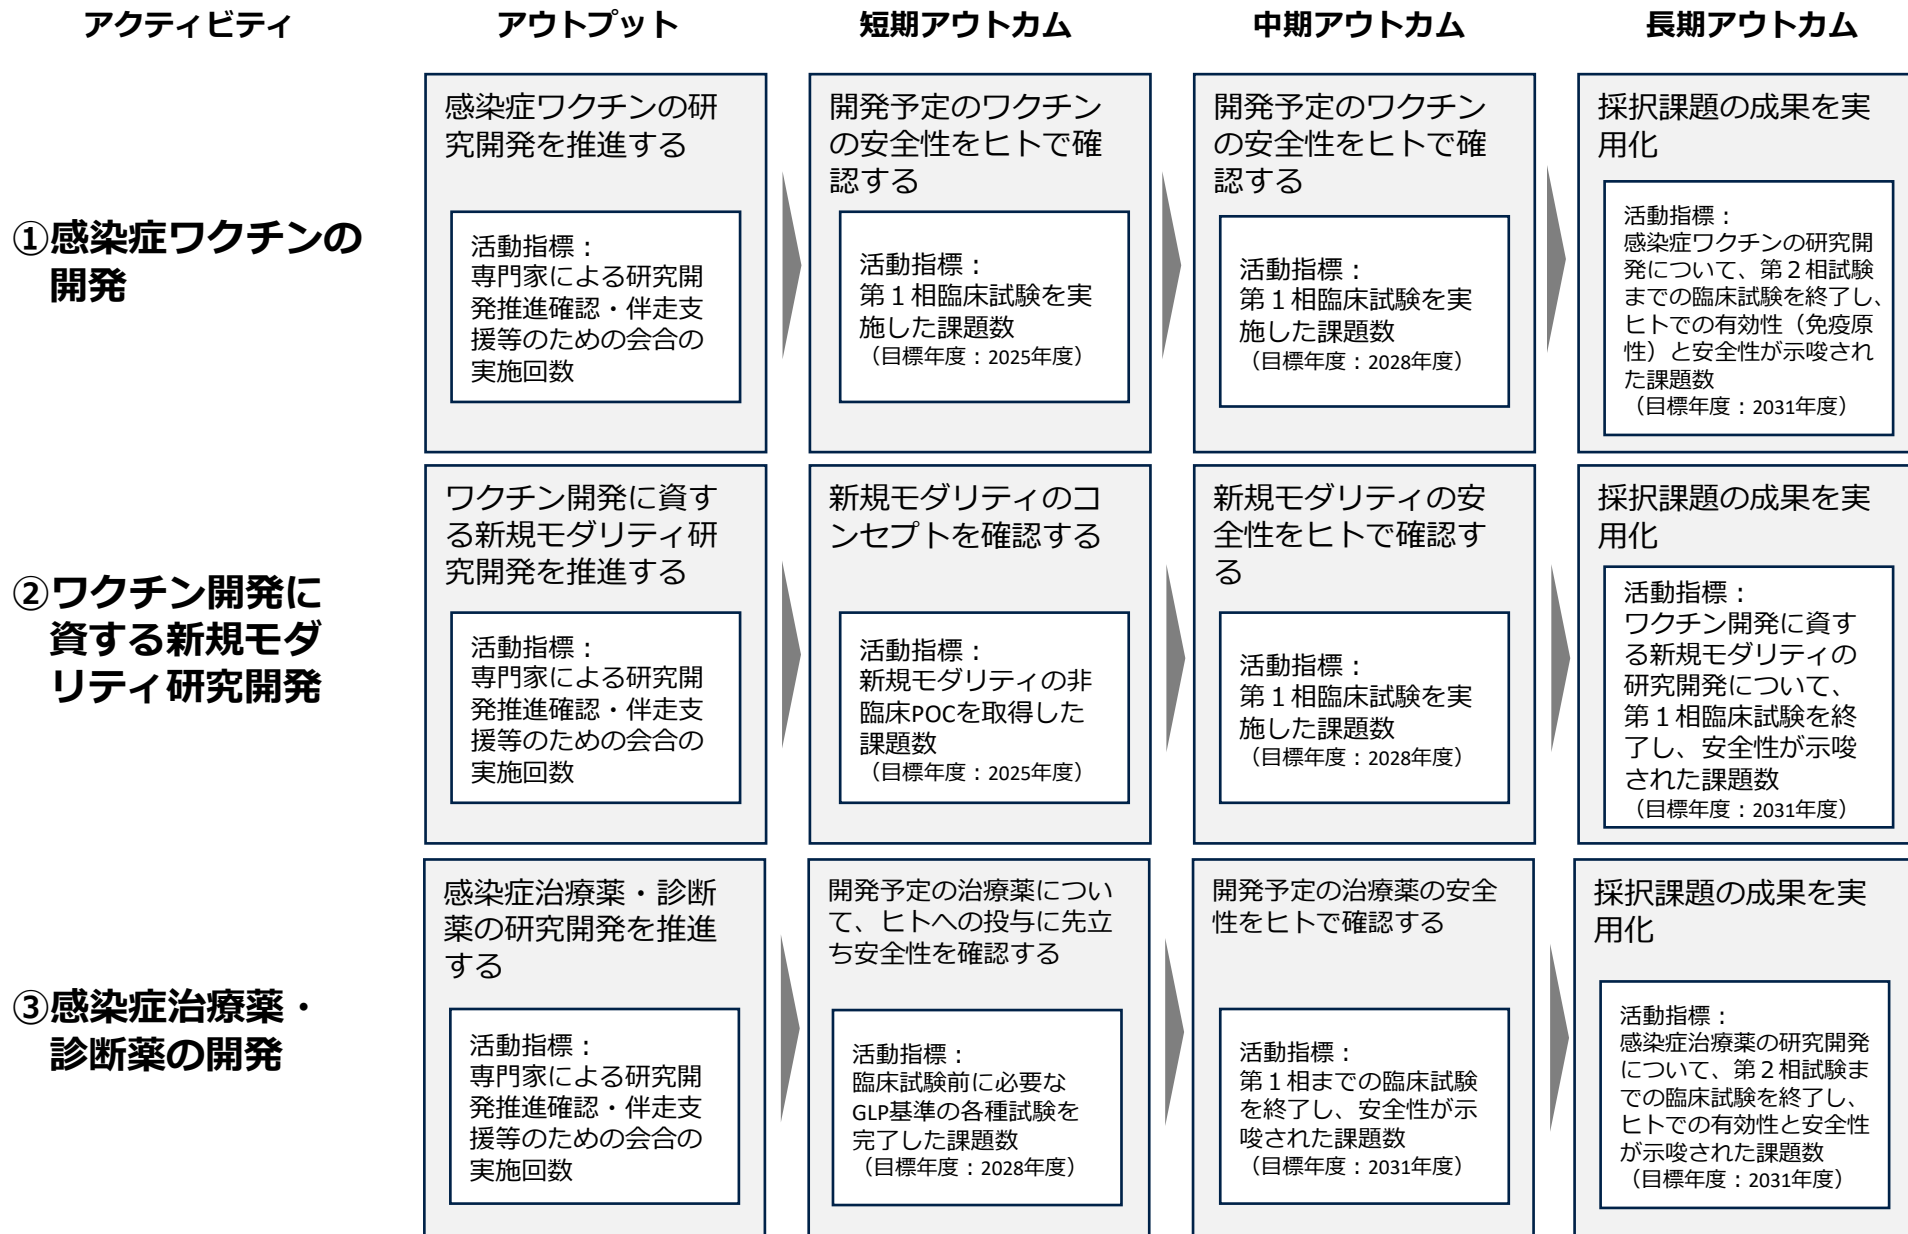 アクティビティ
アウトプット
短期アウトカム
中期アウトカム
長期アウトカム
①感染症ワクチンの
開発
感染症ワクチンの研
究開発を推進する
活動指標：
専門家による研究開
発推進確認・伴走支
援等のための会合の
実施回数
開発予定のワクチン
の安全性をヒトで確
認する
活動指標：
第１相臨床試験を実
施した課題数
（目標年度：2025年度）
開発予定のワクチン
の安全性をヒトで確
認する
活動指標：
第１相臨床試験を実
施した課題数
（目標年度：2028年度）
採択課題の成果を実
用化
活動指標：
感染症ワクチンの研究開
発について、第２相試験
までの臨床試験を終了し、
ヒトでの有効性（免疫原
性）と安全性が示唆され
た課題数
（目標年度：2031年度）
②ワクチン開発に
資する新規モダ
リティ研究開発
ワクチン開発に資す
る新規モダリティ研
究開発を推進する
活動指標：
専門家による研究開
発推進確認・伴走支
援等のための会合の
実施回数
新規モダリティのコ
ンセプトを確認する
活動指標：
新規モダリティの非
臨床POCを取得した
課題数
（目標年度：2025年度）
新規モダリティの安
全性をヒトで確認す
る
活動指標：
第１相臨床試験を実
施した課題数
（目標年度：2028年度）
採択課題の成果を実
用化
活動指標：
ワクチン開発に資す
る新規モダリティの
研究開発について、
第１相臨床試験を終
了し、安全性が示唆
された課題数
（目標年度：2031年度）
③感染症治療薬・
診断薬の開発
感染症治療薬・診断
薬の研究開発を推進
する
活動指標：
専門家による研究開
発推進確認・伴走支
援等のための会合の
実施回数
開発予定の治療薬につい
て、ヒトへの投与に先立
ち安全性を確認する
活動指標：
臨床試験前に必要な
GLP基準の各種試験を
完了した課題数
（目標年度：2028年度）
開発予定の治療薬の安全
性をヒトで確認する
活動指標：
第１相までの臨床試験
を終了し、安全性が示
唆された課題数
（目標年度：2031年度）
採択課題の成果を実
用化
活動指標：
感染症治療薬の研究開発
について、第２相試験ま
での臨床試験を終了し、
ヒトでの有効性と安全性
が示唆された課題数
（目標年度：2031年度）